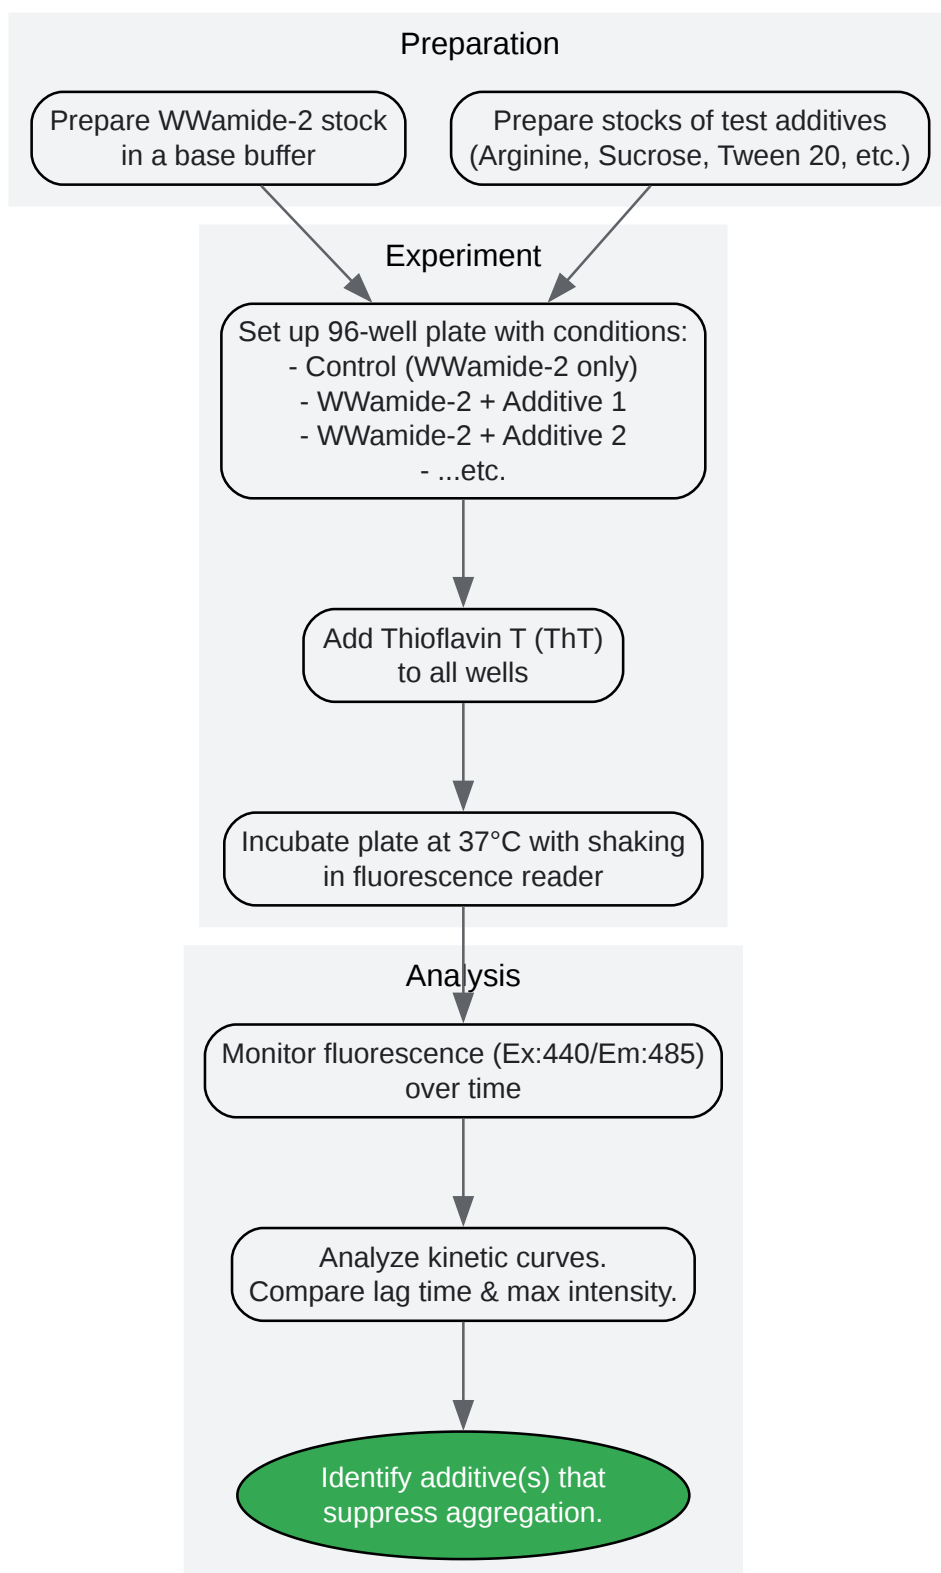 Preparation
Prepare WWamide-2 stock
in a base buffer
Prepare stocks of test additives
(Arginine, Sucrose, Tween 20, etc.)
Experiment
Set up 96-well plate with conditions:
- Control (WWamide-2 only)
- WWamide-2 + Additive 1
- WWamide-2 + Additive 2
- ...etc.
Add Thioflavin T (ThT)
to all wells
Incubate plate at 37°C with shaking
in fluorescence reader
Analysis
Monitor fluorescence (Ex:440/Em:485)
over time
Analyze kinetic curves.
Compare lag time & max intensity.
Identify additive(s) that
suppress aggregation.